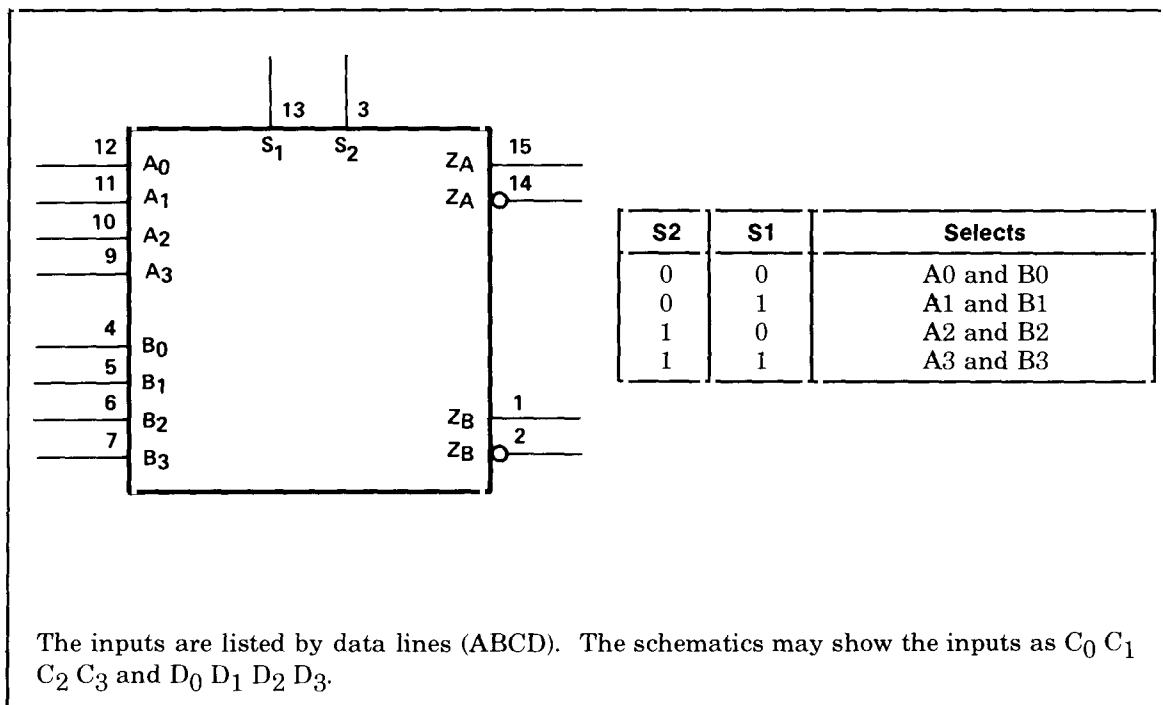 13 3
S1 S2
12 A0 ZA 15
11 A1 ZA 14
10 A2
9 A3
4 B0
5 B1
6 B2 ZB 1
7 B3 ZB 2
S2 S1 Selects
0 0 A0 and B0
0 1 A1 and B1
1 0 A2 and B2
1 1 A3 and B3
The inputs are listed by data lines (ABCD). The schematics may show the inputs as C0 C1
C2 C3 and D0 D1 D2 D3.